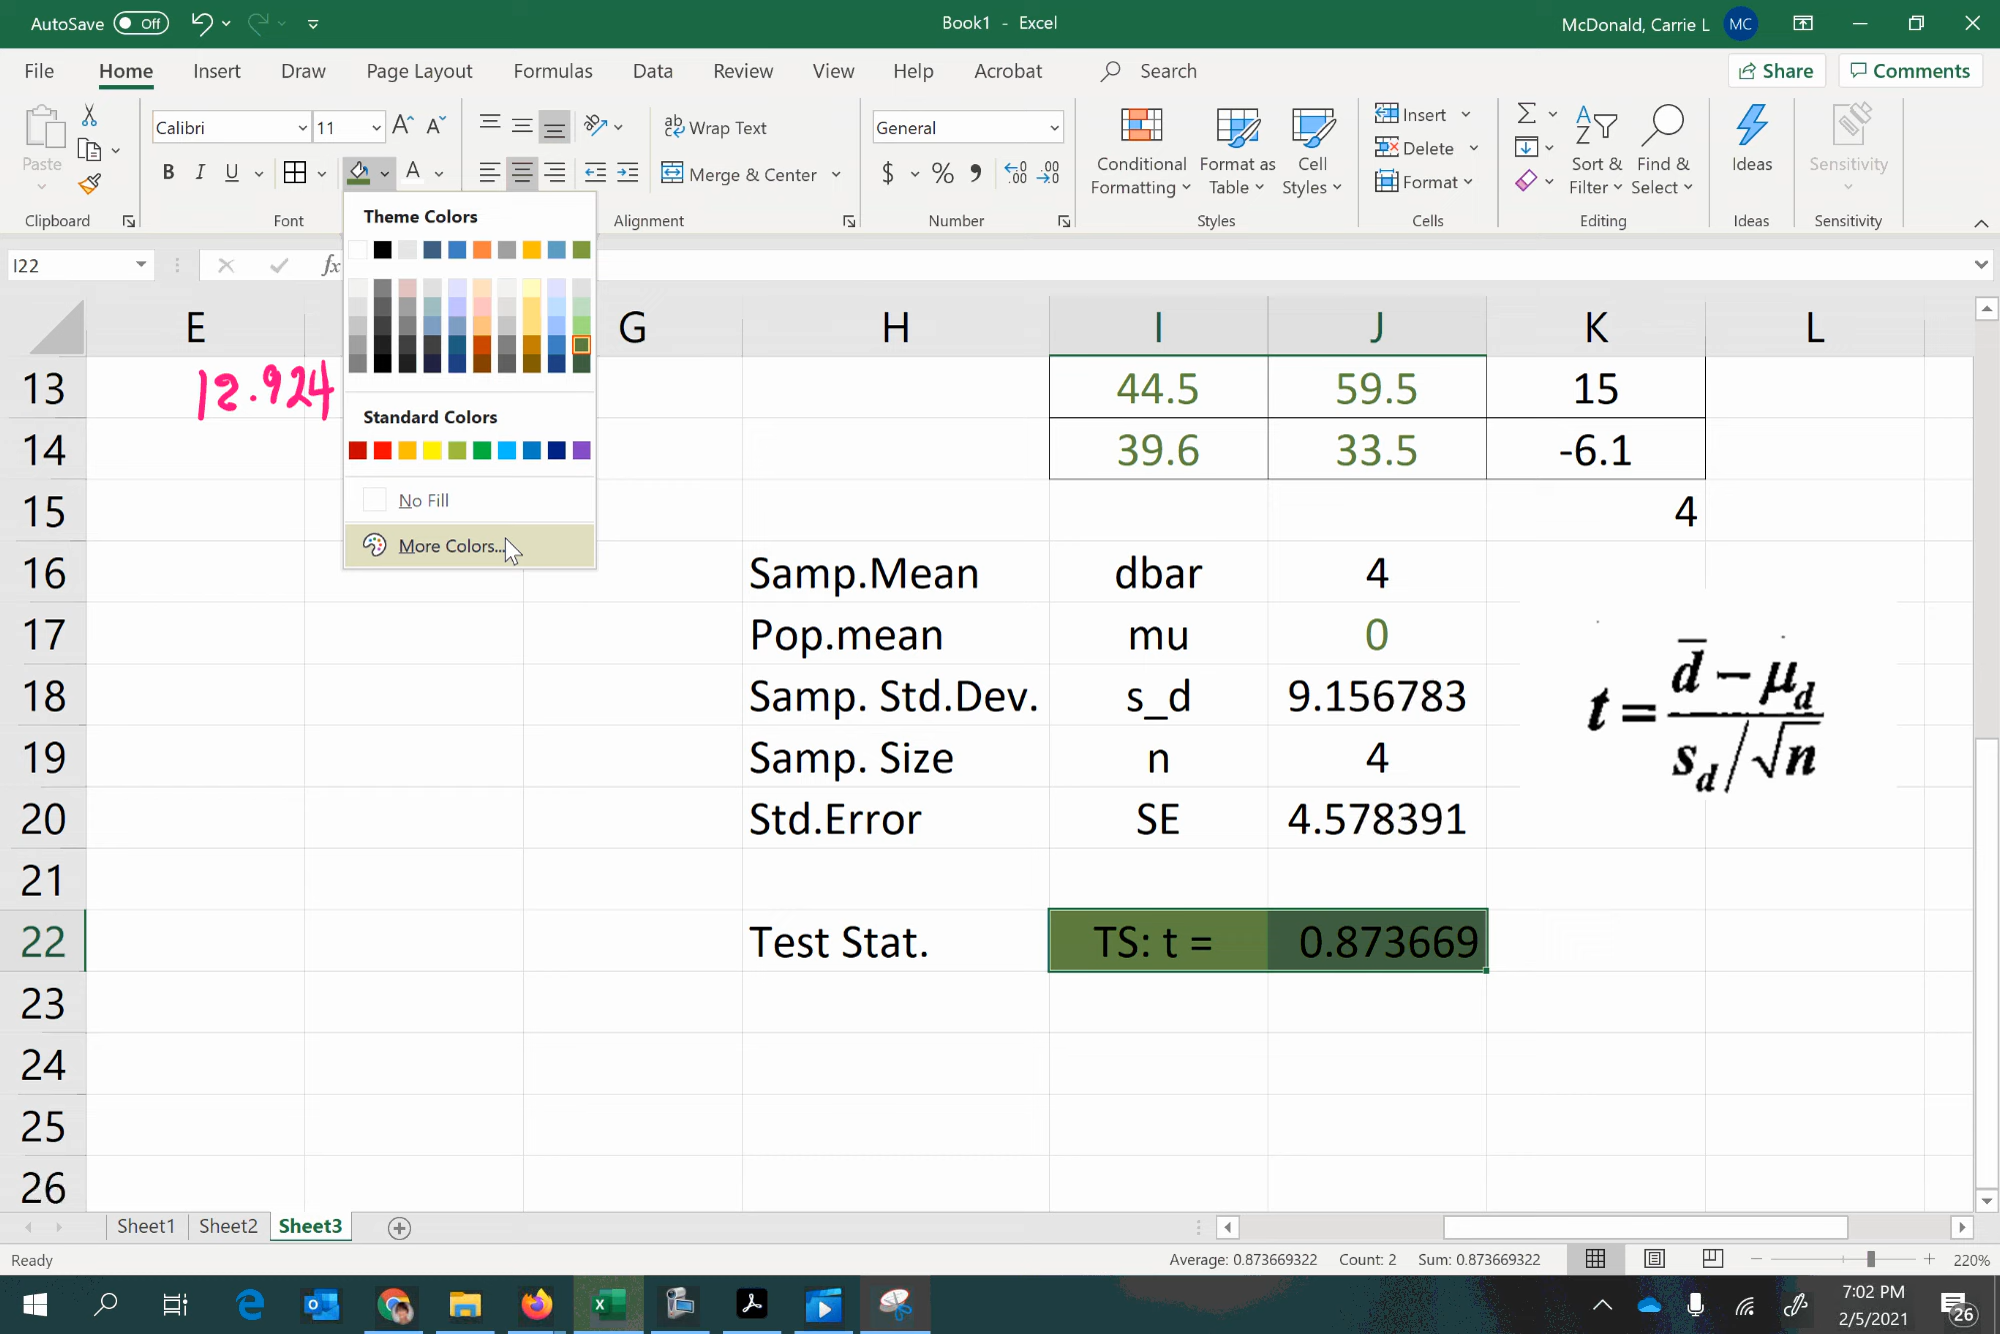 AutoSave Off
Book1 - Excel
McDonald, Carrie L MC
File Home Insert Draw Page Layout Formulas Data Review View Help Acrobat Search Share Comments
Paste
Calibri 11
Wrap Text
Merge & Center
General
Conditional Formatting
Format as Table
Cell Styles
Insert
Delete
Format
Sort & Filter
Find & Select
Ideas
Sensitivity
Clipboard Font Alignment Number Styles Cells Editing Ideas Sensitivity
I22 fx
Theme Colors
Standard Colors
No Fill
More Colors...
E G H I J K L
13 12.924 44.5 59.5 15
14 39.6 33.5 -6.1
15 4
16 Samp.Mean dbar 4
17 Pop.mean mu 0
18 Samp. Std.Dev. s_d 9.156783
19 Samp. Size n 4
20 Std.Error SE 4.578391
21
22 Test Stat. TS: t = 0.873669
23
24
25
26
t = d̄ − μd / sd/√n
Sheet1 Sheet2 Sheet3
Ready Average: 0.873669322 Count: 2 Sum: 0.873669322 220%
7:02 PM
2/5/2021
26